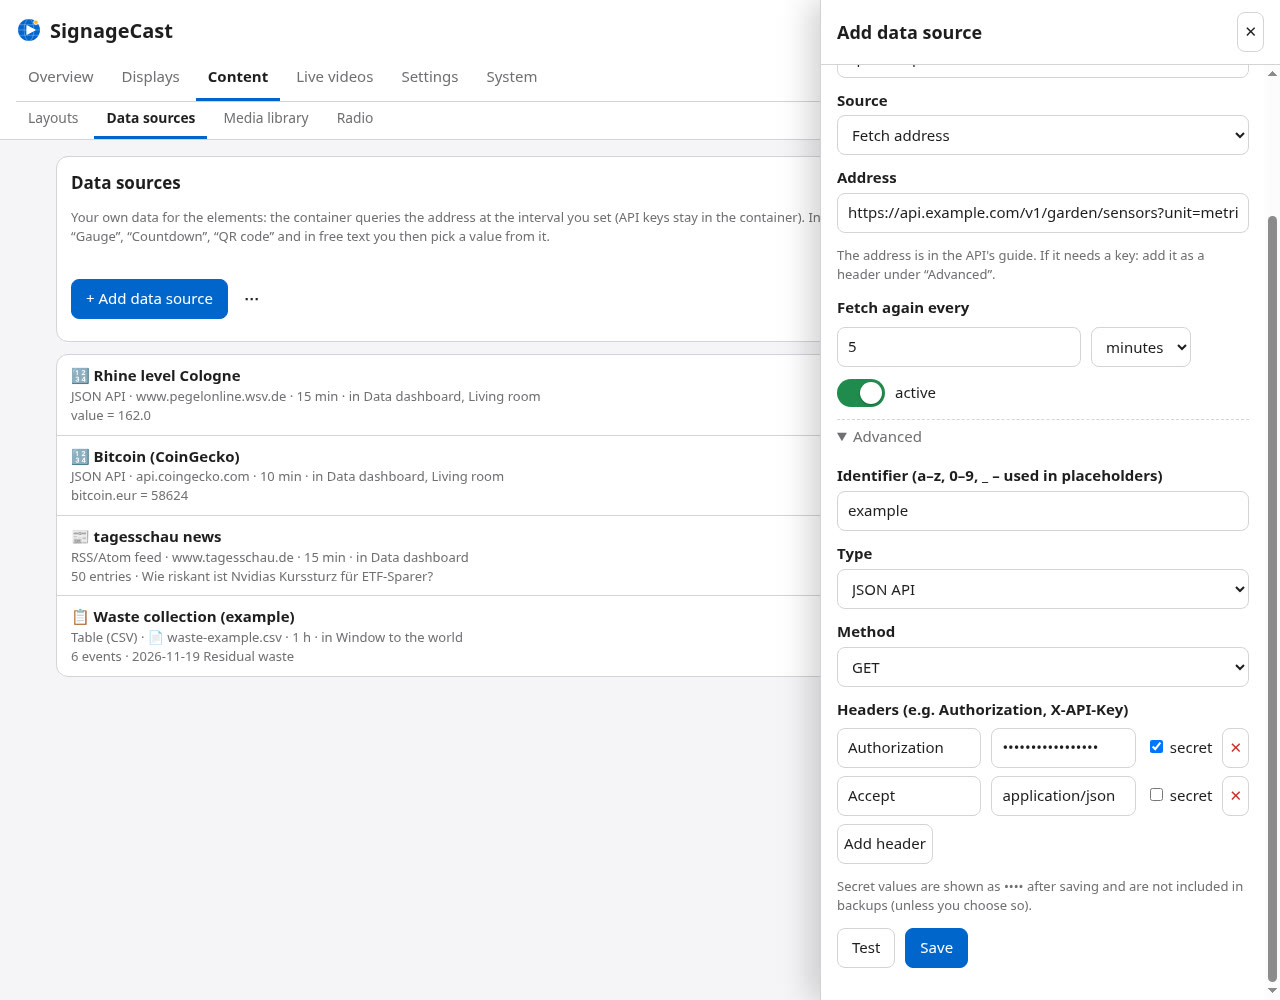 SignageCast
Overview Displays Content Live videos Settings System
Layouts Data sources Media library Radio
Data sources
Your own data for the elements: the container queries the address at the interval you set (API keys stay in the container). In
“Gauge”, “Countdown”, “QR code” and in free text you then pick a value from it.
+ Add data source ⋯
Rhine level Cologne
JSON API · www.pegelonline.wsv.de · 15 min · in Data dashboard, Living room
value = 162.0
Bitcoin (CoinGecko)
JSON API · api.coingecko.com · 10 min · in Data dashboard, Living room
bitcoin.eur = 58624
tagesschau news
RSS/Atom feed · www.tagesschau.de · 15 min · in Data dashboard
50 entries · Wie riskant ist Nvidias Kurssturz für ETF-Sparer?
Waste collection (example)
Table (CSV) · waste-example.csv · 1 h · in Window to the world
6 events · 2026-11-19 Residual waste
Add data source ✕
Source
Fetch address
Address
https://api.example.com/v1/garden/sensors?unit=metri
The address is in the API's guide. If it needs a key: add it as a
header under “Advanced”.
Fetch again every
5 minutes
active
▼ Advanced
Identifier (a–z, 0–9, _ – used in placeholders)
example
Type
JSON API
Method
GET
Headers (e.g. Authorization, X-API-Key)
Authorization •••••••••••••••• secret ✕
Accept application/json secret ✕
Add header
Secret values are shown as •••• after saving and are not included in
backups (unless you choose so).
Test Save